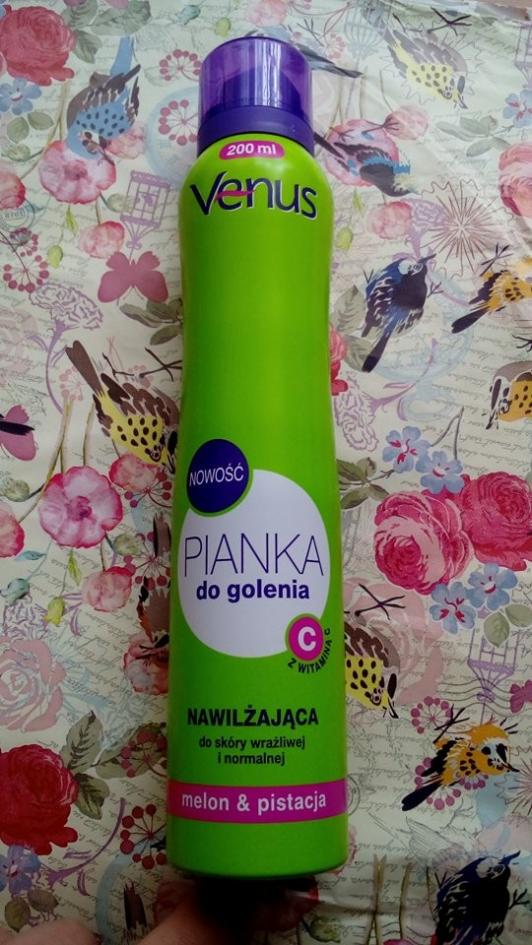 200 ml
Venus
NOWOŚĆ
PIANKA
do golenia
C
Z WITAMINĄ C
NAWILŻAJĄCA
do skóry wrażliwej
i normalnej
melon & pistacja